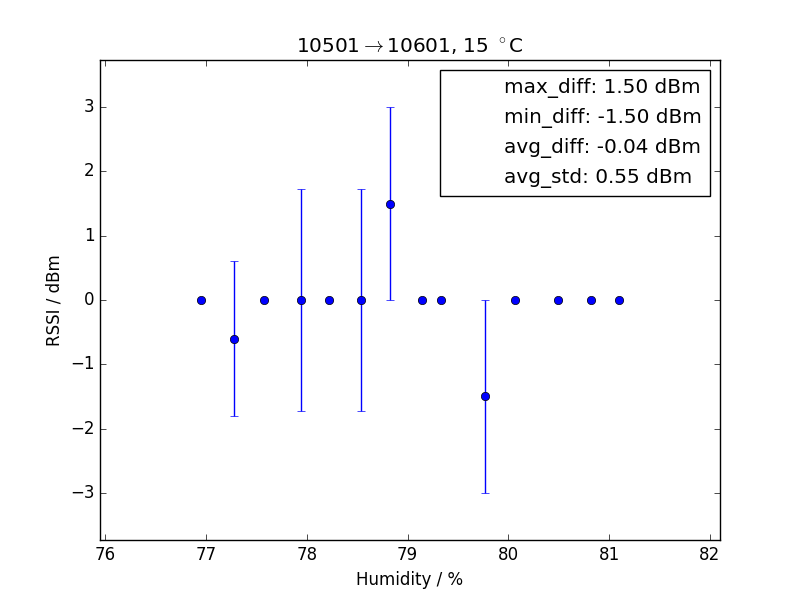 10501→10601, 15 °C
max_diff: 1.50 dBm
min_diff: -1.50 dBm
avg_diff: -0.04 dBm
avg_std: 0.55 dBm
3
2
1
0
−1
−2
−3
RSSI / dBm
76 77 78 79 80 81 82
Humidity / %